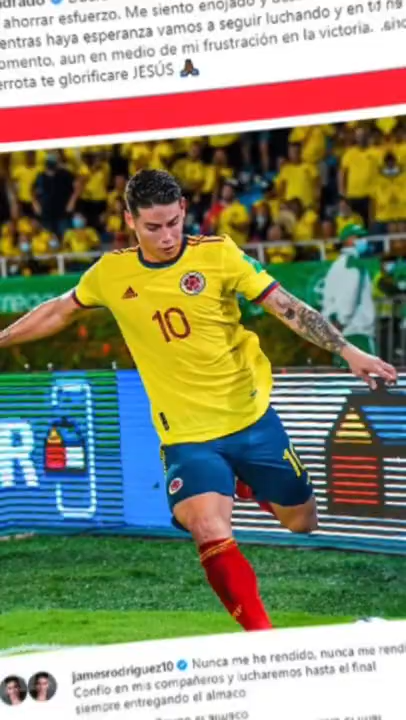 ahorrar esfuerzo. Me siento enojado y
entras haya esperanza vamos a seguir luchando y en
omento, aun en medio de mi frustración en la victoria.
errota te glorificare JESÚS
10
10
R
jamesrodriguez10 Nunca me he rendido, nunca me rendi
Confío en mis compañeros y lucharemos hasta el final
siempre entregando el